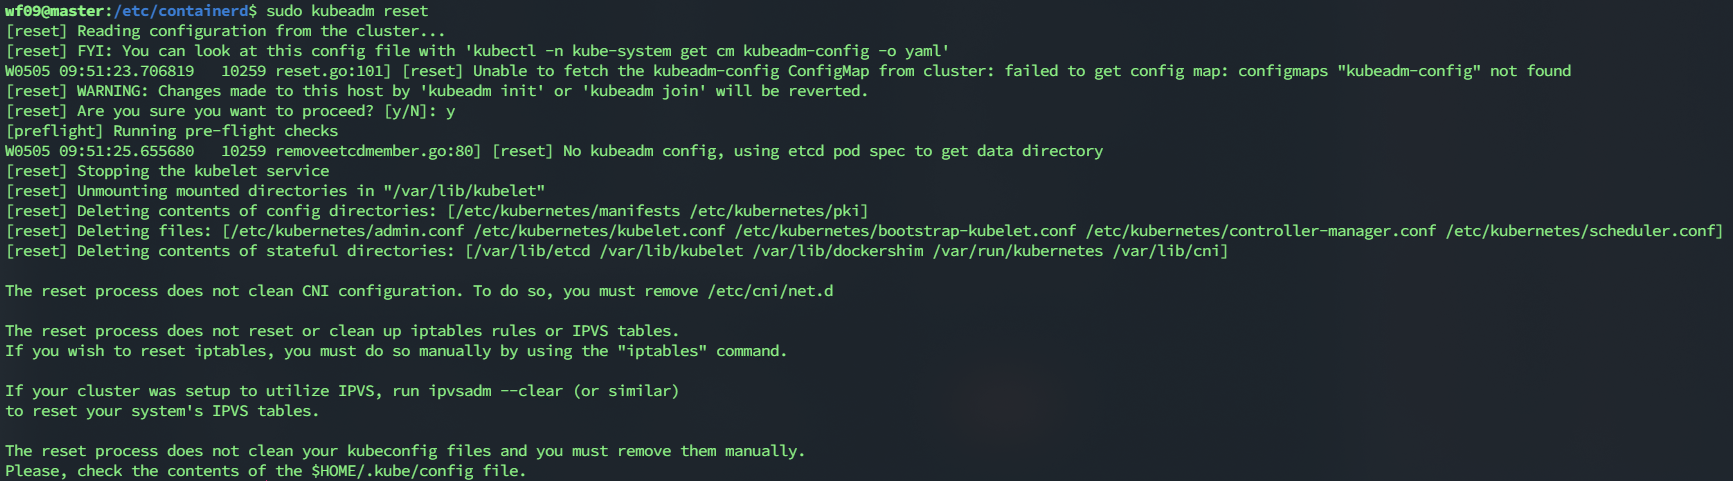 wf09@master:/etc/containerd$ sudo kubeadm reset
[reset] Reading configuration from the cluster...
[reset] FYI: You can look at this config file with 'kubectl -n kube-system get cm kubeadm-config -o yaml'
W0505 09:51:23.706819   10259 reset.go:101] [reset] Unable to fetch the kubeadm-config ConfigMap from cluster: failed to get config map: configmaps "kubeadm-config" not found
[reset] WARNING: Changes made to this host by 'kubeadm init' or 'kubeadm join' will be reverted.
[reset] Are you sure you want to proceed? [y/N]: y
[preflight] Running pre-flight checks
W0505 09:51:25.655680   10259 removeetcdmember.go:80] [reset] No kubeadm config, using etcd pod spec to get data directory
[reset] Stopping the kubelet service
[reset] Unmounting mounted directories in "/var/lib/kubelet"
[reset] Deleting contents of config directories: [/etc/kubernetes/manifests /etc/kubernetes/pki]
[reset] Deleting files: [/etc/kubernetes/admin.conf /etc/kubernetes/kubelet.conf /etc/kubernetes/bootstrap-kubelet.conf /etc/kubernetes/controller-manager.conf /etc/kubernetes/scheduler.conf]
[reset] Deleting contents of stateful directories: [/var/lib/etcd /var/lib/kubelet /var/lib/dockershim /var/run/kubernetes /var/lib/cni]

The reset process does not clean CNI configuration. To do so, you must remove /etc/cni/net.d

The reset process does not reset or clean up iptables rules or IPVS tables.
If you wish to reset iptables, you must do so manually by using the "iptables" command.

If your cluster was setup to utilize IPVS, run ipvsadm --clear (or similar)
to reset your system's IPVS tables.

The reset process does not clean your kubeconfig files and you must remove them manually.
Please, check the contents of the $HOME/.kube/config file.